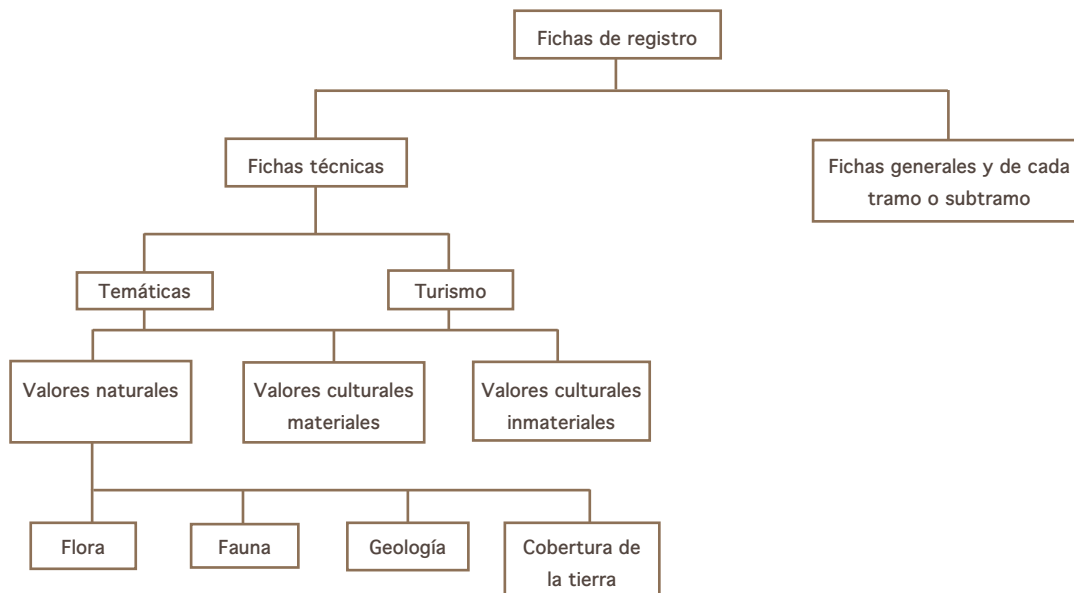 Fichas de registro
Fichas técnicas
Fichas generales y de cada
tramo o subtramo
Temáticas
Turismo
Valores naturales
Valores culturales
materiales
Valores culturales
inmateriales
Flora
Fauna
Geología
Cobertura de
la tierra